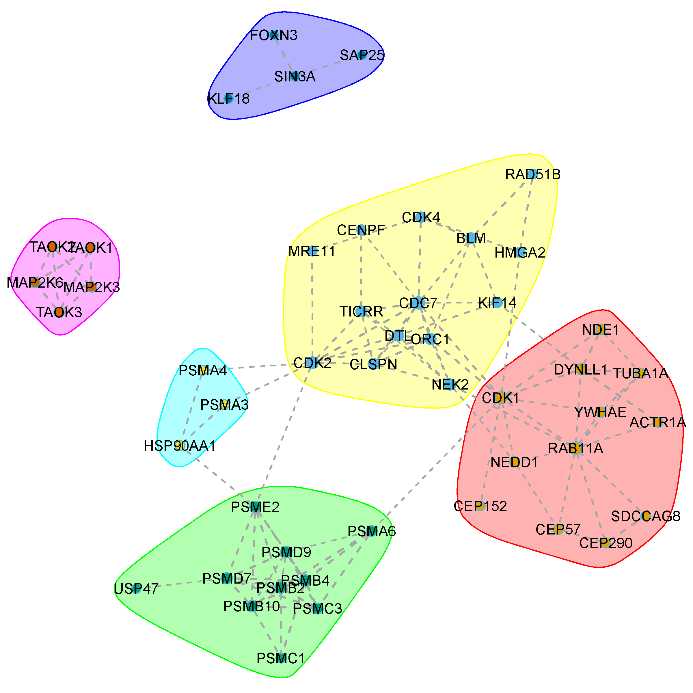 FOXN3
SAP25
SIN3A
KLF18
RAD51B
CDK4
CENPF
BLM
MRE11
HMGA2
TAOK2
TAOK1
MAP2K6
MAP2K3
TAOK3
CDC7
KIF14
TICRR
DTL
ORC1
NDE1
CDK2
CLSPN
PSMA4
DYNLL1
TUBA1A
NEK2
CDK1
PSMA3
YWHAE
ACTR1A
HSP90AA1
RAB11A
NEDD1
PSME2
CEP152
SDCCAG8
PSMA6
CEP57
CEP290
PSMD9
PSMD7
PSMB4
USP47
PSMB2
PSMB10
PSMC3
PSMC1